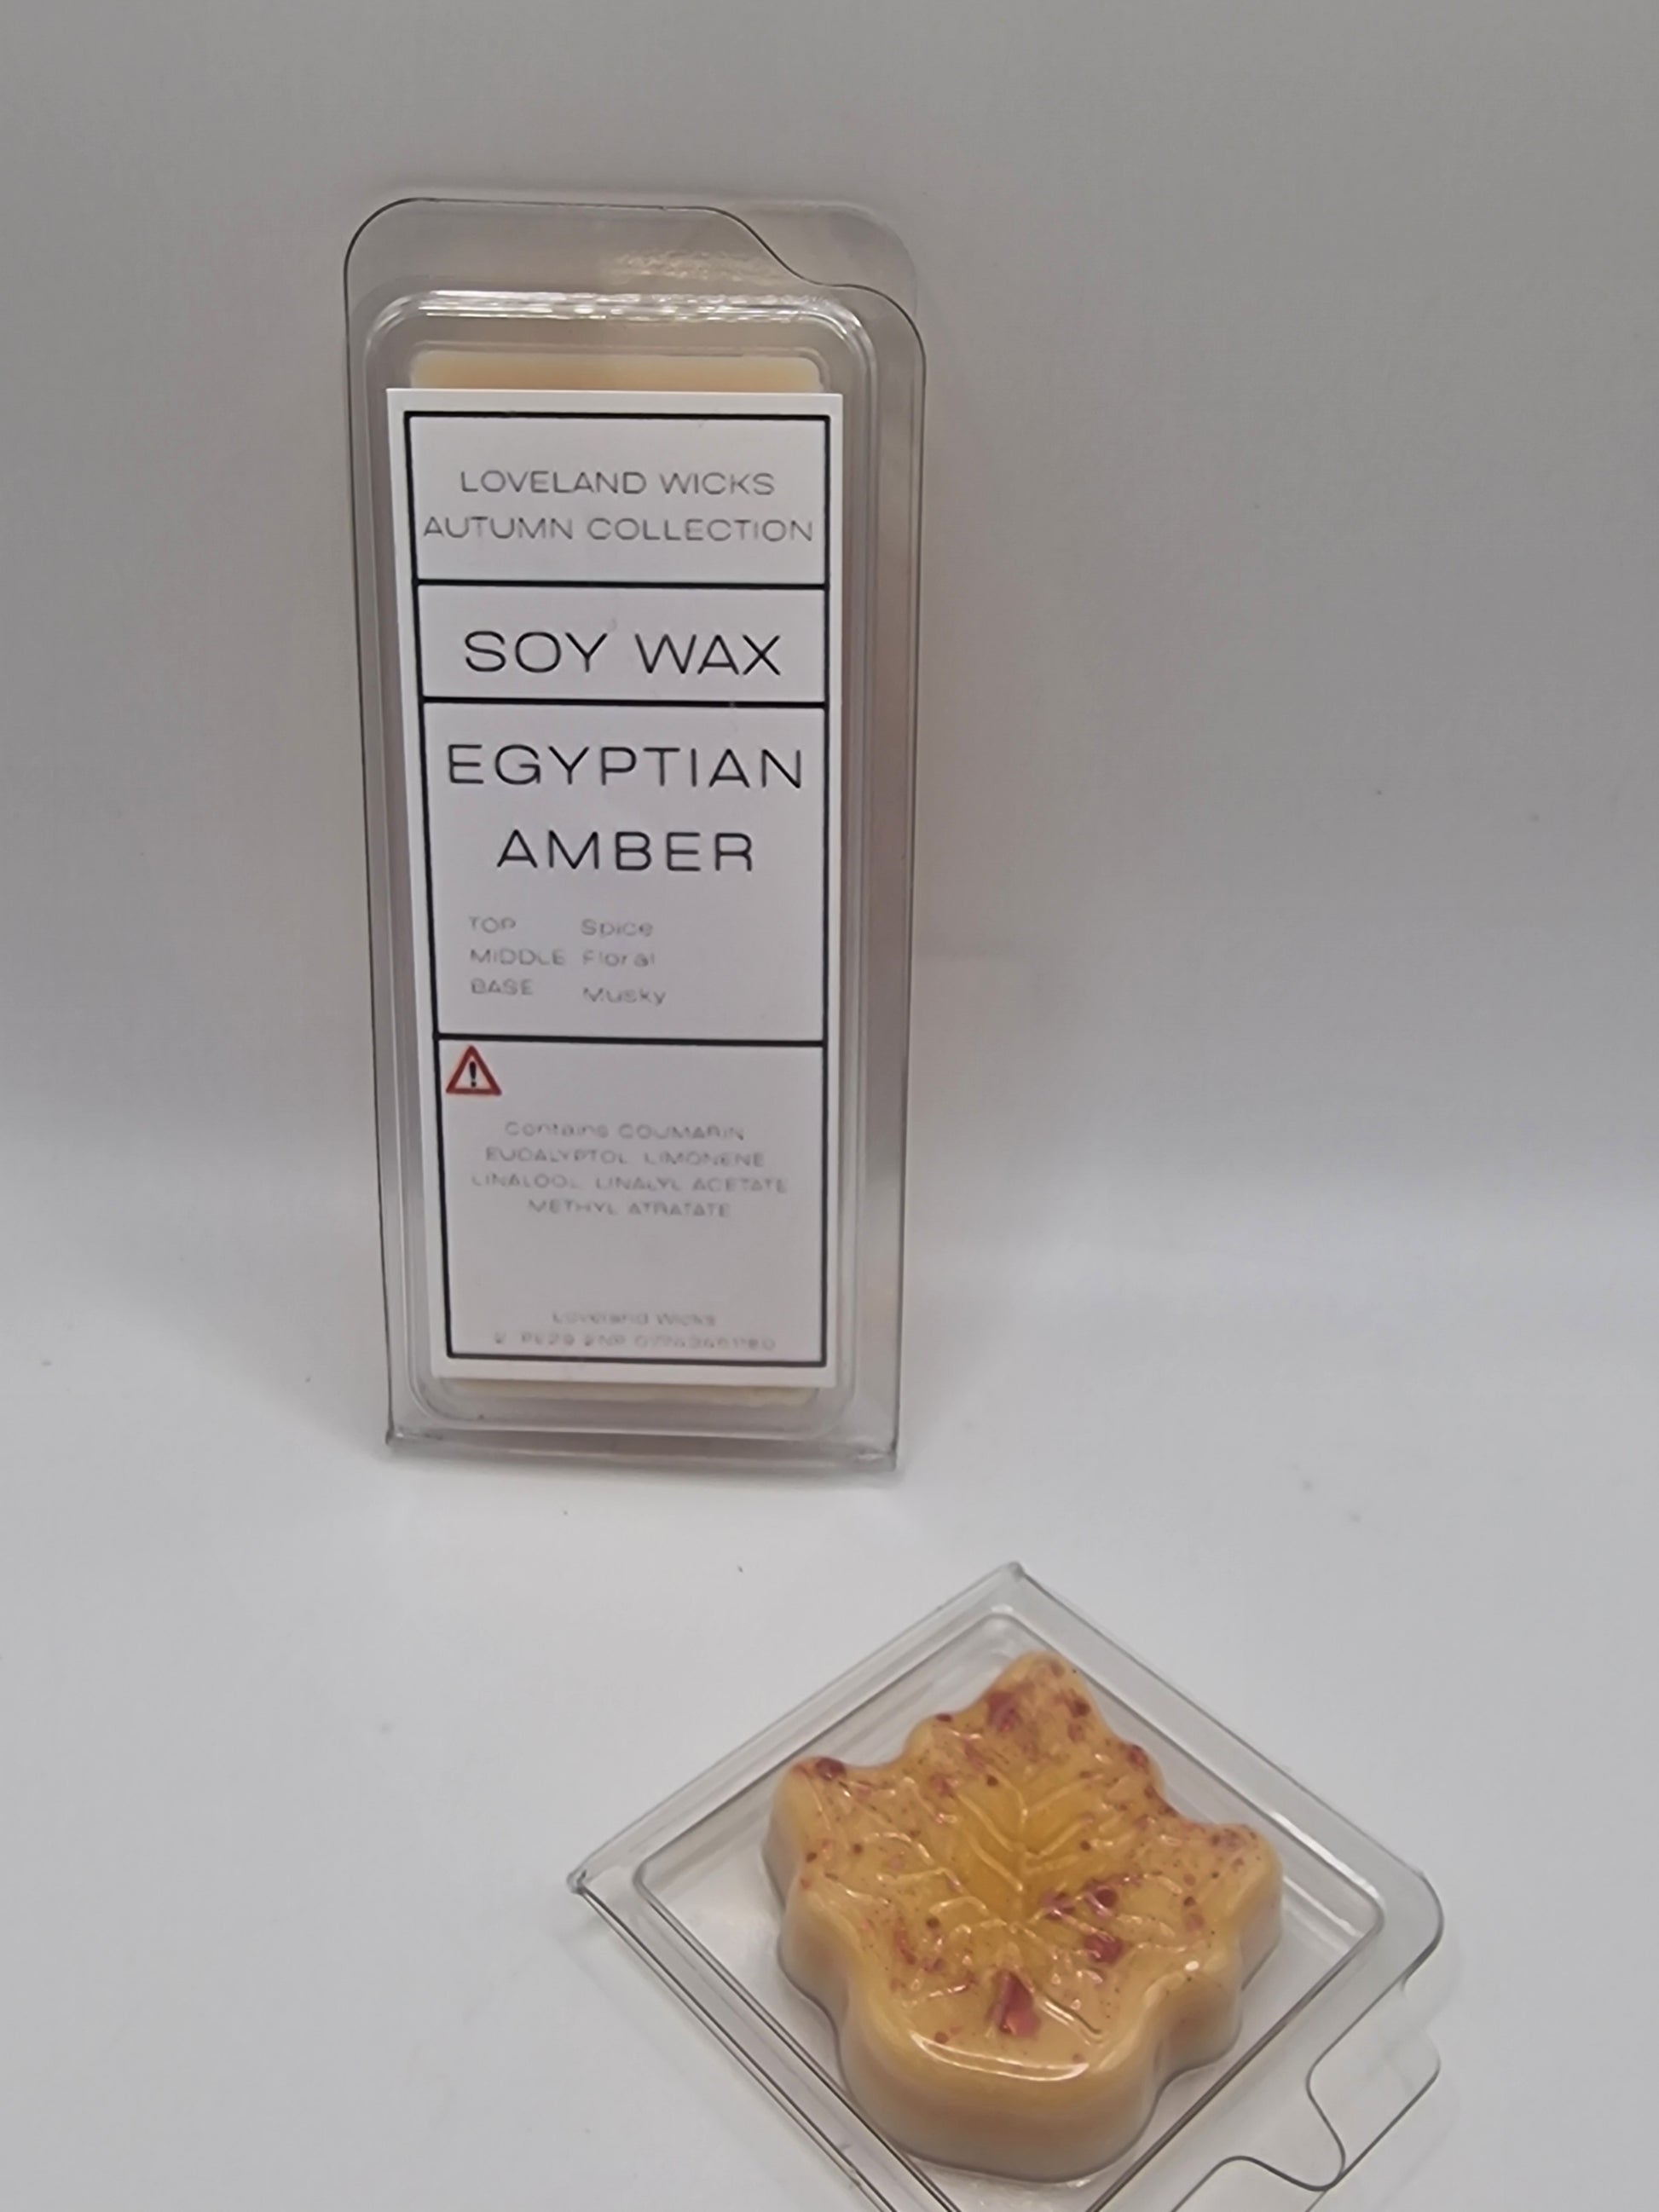 LOVELAND WICKS
AUTUMN COLLECTION
SOY WAX
EGYPTIAN
AMBER
TOP Spice
MIDDLE Floral
BASE Musky
Contains COUMARIN
EUCALYPTOL LIMONENE
LINALOOL LINALYL ACETATE
METHYL ATRATATE
Loveland Wicks